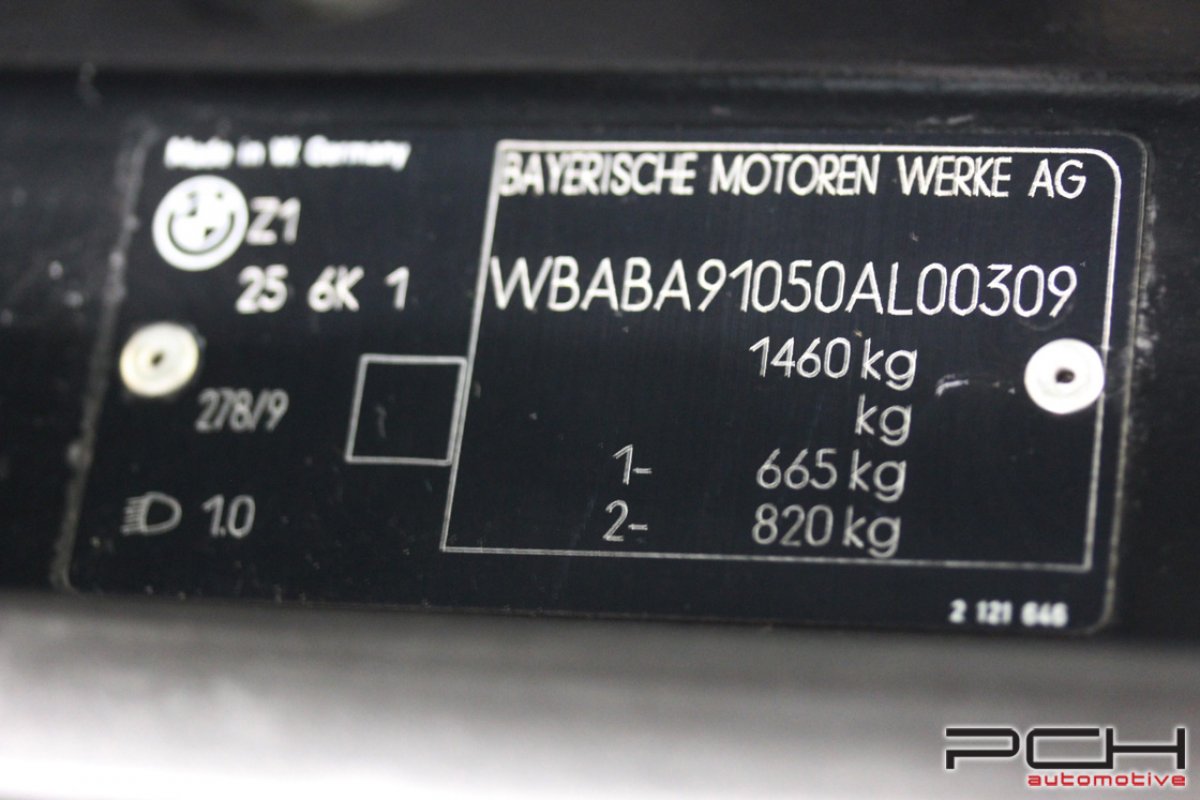 Made in W. Germany
Z1
25 6K 1
278/9
1.0
BAYERISCHE MOTOREN WERKE AG
WBABA91050AL00309
1460 kg
kg
1- 665 kg
2- 820 kg
2 121 646
PCH
automotive